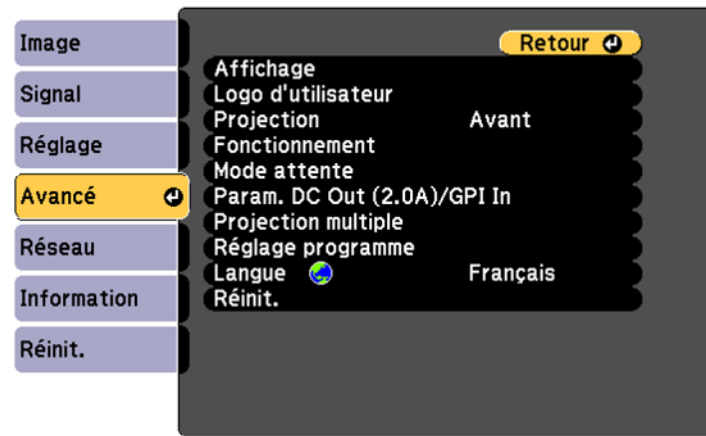 Image
Signal
Réglage
Avancé
Réseau
Information
Réinit.
Retour
Affichage
Logo d'utilisateur
Projection Avant
Fonctionnement
Mode attente
Param. DC Out (2.0A)/GPI In
Projection multiple
Réglage programme
Langue Français
Réinit.